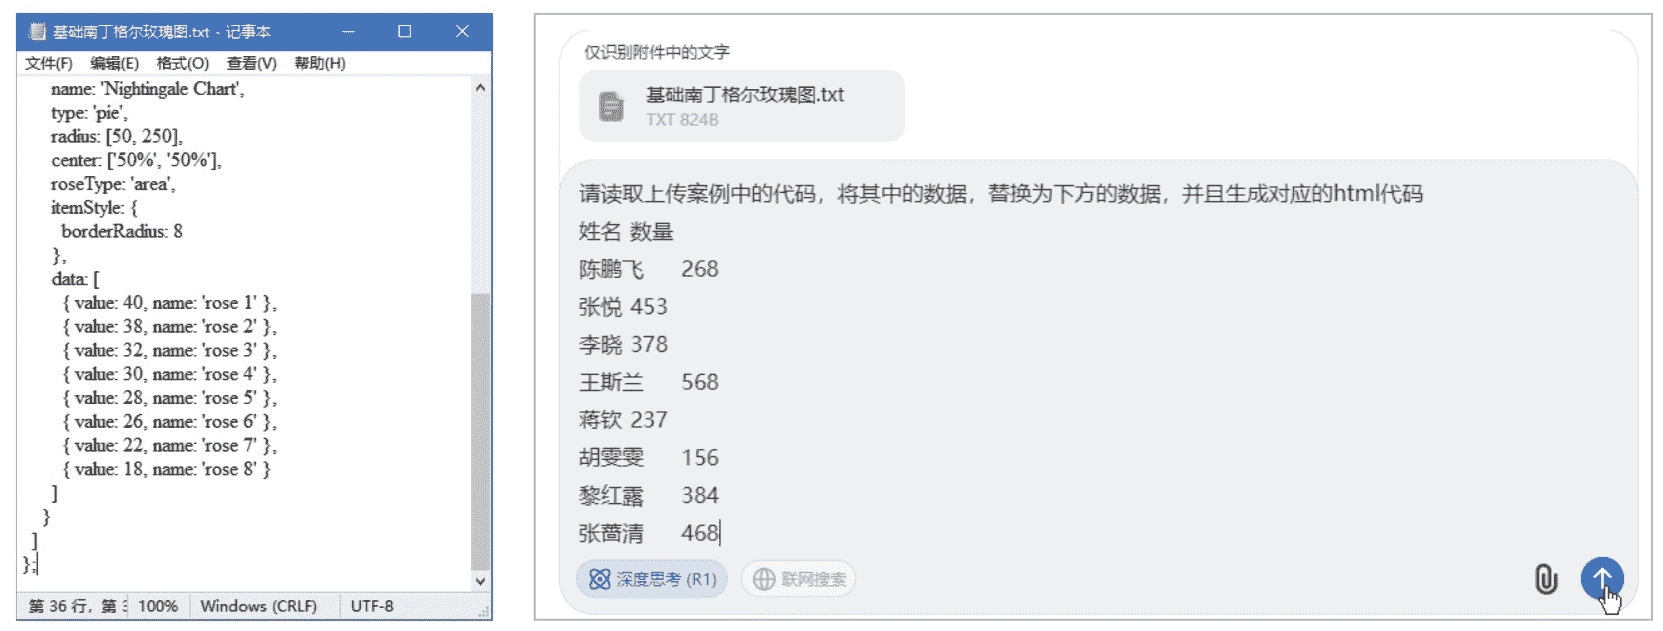 基础南丁格尔玫瑰图.txt - 记事本
文件(F) 编辑(E) 格式(O) 查看(V) 帮助(H)
name: 'Nightingale Chart',
type: 'pie',
radius: [50, 250],
center: ['50%', '50%'],
roseType: 'area',
itemStyle: {
borderRadius: 8
},
data: [
{ value: 40, name: 'rose 1' },
{ value: 38, name: 'rose 2' },
{ value: 32, name: 'rose 3' },
{ value: 30, name: 'rose 4' },
{ value: 28, name: 'rose 5' },
{ value: 26, name: 'rose 6' },
{ value: 22, name: 'rose 7' },
{ value: 18, name: 'rose 8' }
]
}
]
};
第 36 行，第 100% Windows (CRLF) UTF-8
仅识别附件中的文字
基础南丁格尔玫瑰图.txt
TXT 824B
请读取上传案例中的代码，将其中的数据，替换为下方的数据，并且生成对应的html代码
姓名 数量
陈鹏飞 268
张悦 453
李晓 378
王斯兰 568
蒋钦 237
胡雯雯 156
黎红露 384
张蔷清 468
深度思考 (R1) 联网搜索